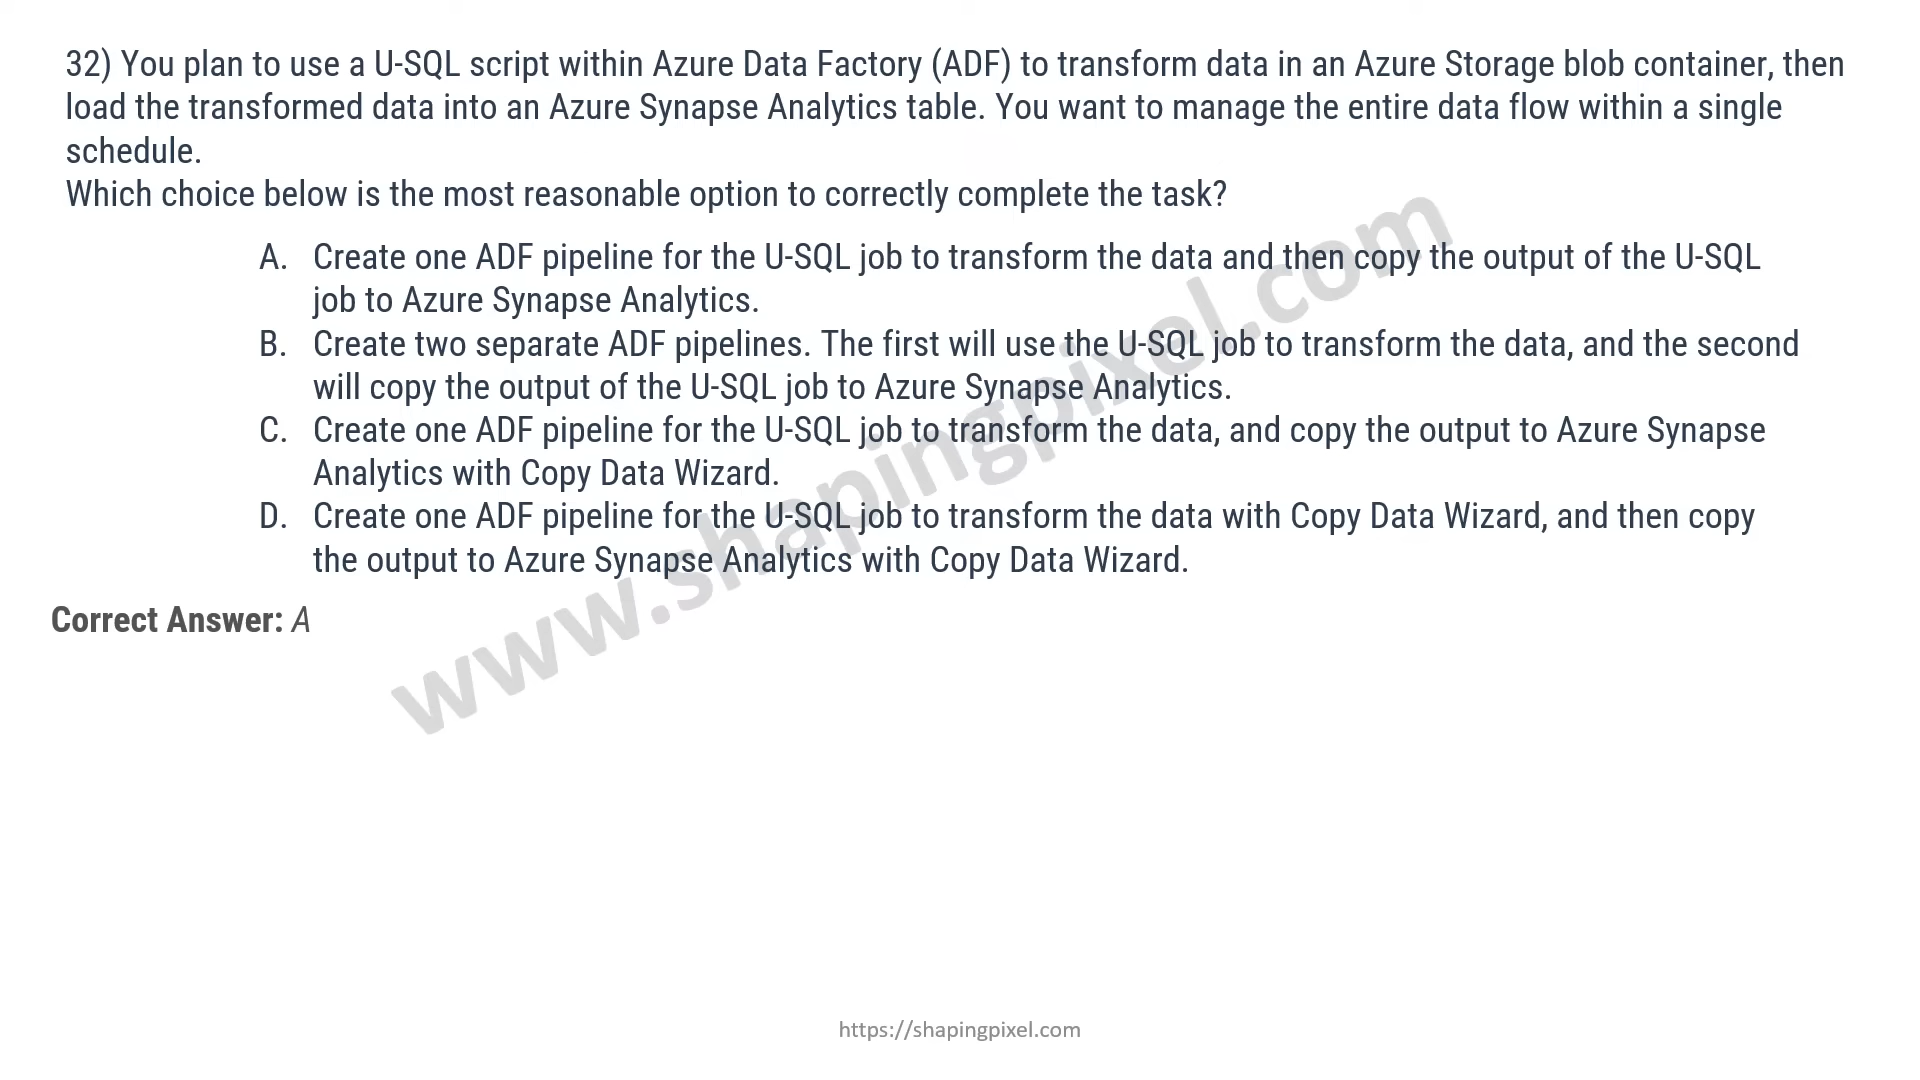 32) You plan to use a U-SQL script within Azure Data Factory (ADF) to transform data in an Azure Storage blob container, then
load the transformed data into an Azure Synapse Analytics table. You want to manage the entire data flow within a single
schedule.
Which choice below is the most reasonable option to correctly complete the task?
A. Create one ADF pipeline for the U-SQL job to transform the data and then copy the output of the U-SQL
job to Azure Synapse Analytics.
B. Create two separate ADF pipelines. The first will use the U-SQL job to transform the data, and the second
will copy the output of the U-SQL job to Azure Synapse Analytics.
C. Create one ADF pipeline for the U-SQL job to transform the data, and copy the output to Azure Synapse
Analytics with Copy Data Wizard.
D. Create one ADF pipeline for the U-SQL job to transform the data with Copy Data Wizard, and then copy
the output to Azure Synapse Analytics with Copy Data Wizard.
Correct Answer: A
www.shapingpixel.com
https://shapingpixel.com